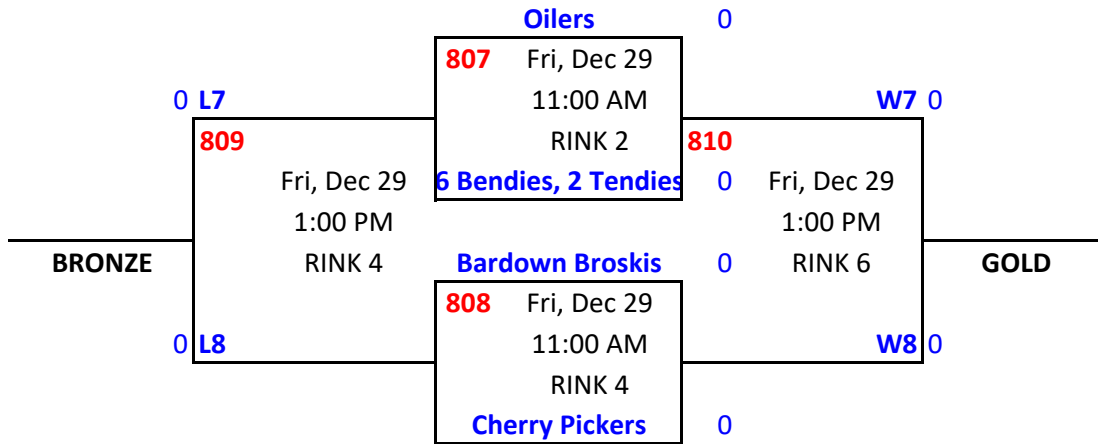 Oilers 0
807 Fri, Dec 29
0 L7 11:00 AM W7 0
809 RINK 2 810
Fri, Dec 29 6 Bendies, 2 Tendies 0 Fri, Dec 29
1:00 PM 1:00 PM
BRONZE RINK 4 Bardown Broskis 0 RINK 6 GOLD
808 Fri, Dec 29
0 L8 11:00 AM W8 0
RINK 4
Cherry Pickers 0